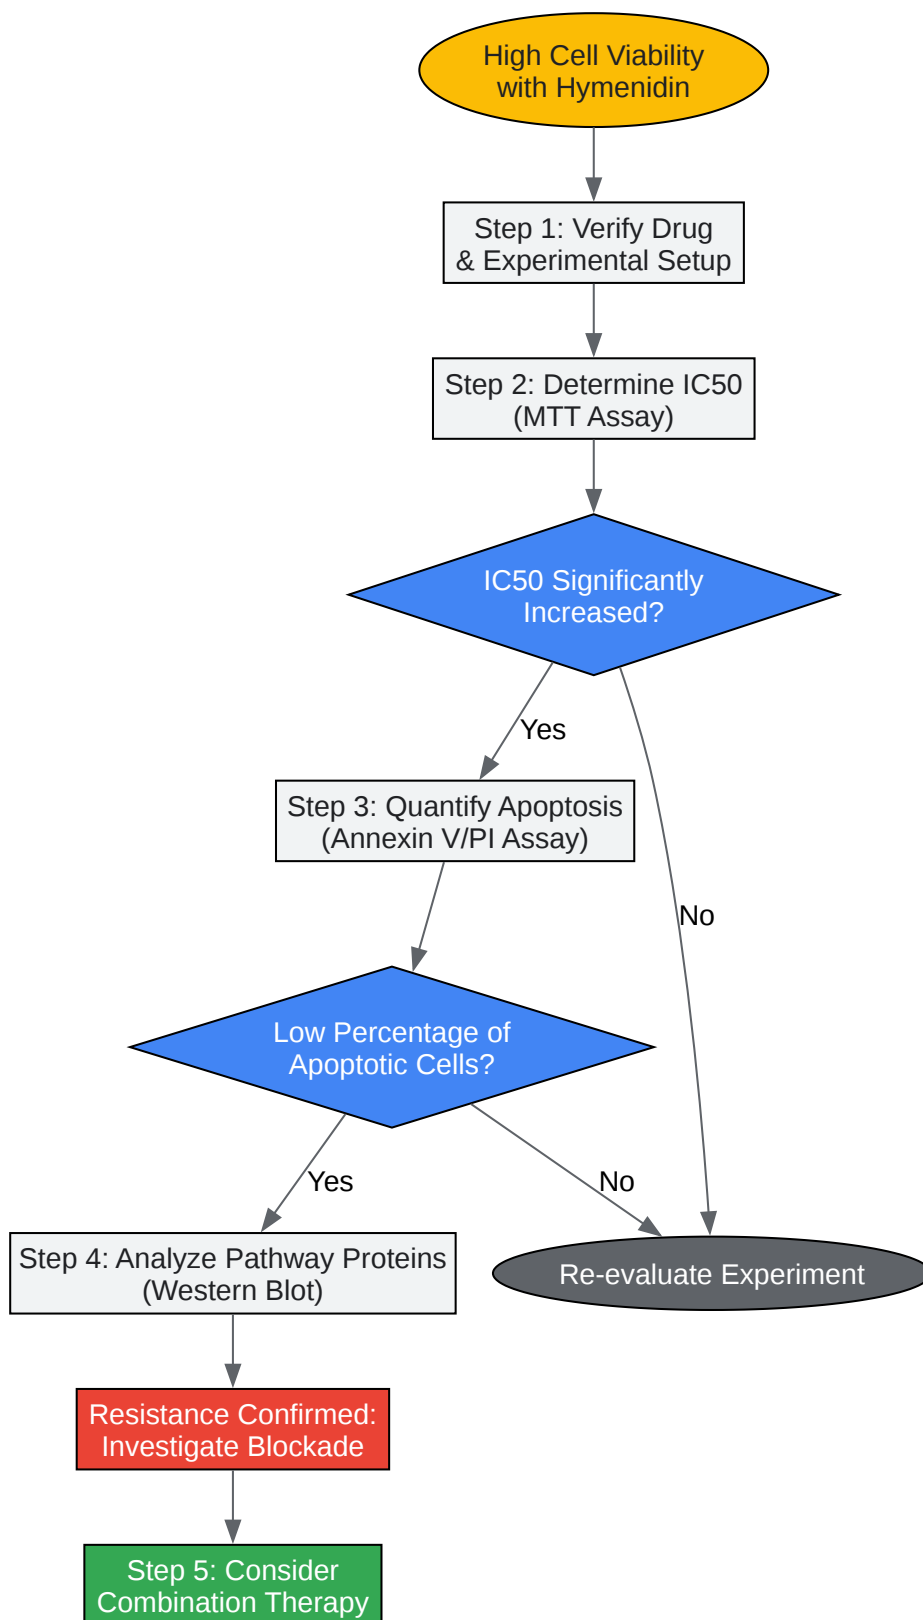 High Cell Viability
with Hymenidin
Step 1: Verify Drug
& Experimental Setup
Step 2: Determine IC50
(MTT Assay)
IC50 Significantly
Increased?
Yes
Step 3: Quantify Apoptosis
(Annexin V/PI Assay)
No
Low Percentage of
Apoptotic Cells?
Yes
No
Step 4: Analyze Pathway Proteins
(Western Blot)
Re-evaluate Experiment
Resistance Confirmed:
Investigate Blockade
Step 5: Consider
Combination Therapy